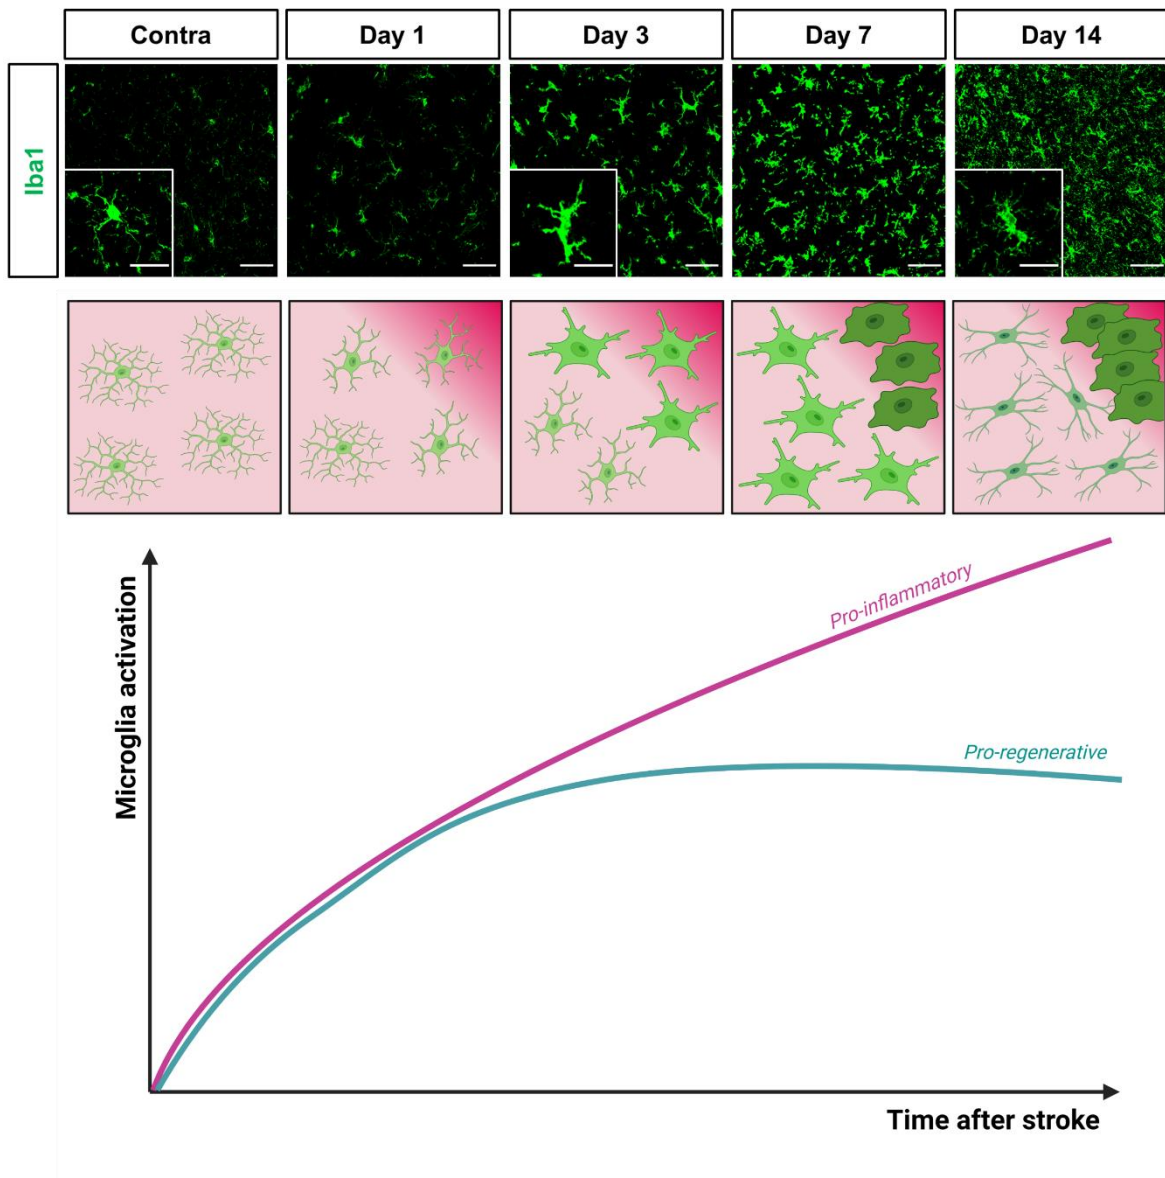 Contra
Day 1
Day 3
Day 7
Day 14
Iba1
Microglia activation
Pro-inflammatory
Pro-regenerative
Time after stroke